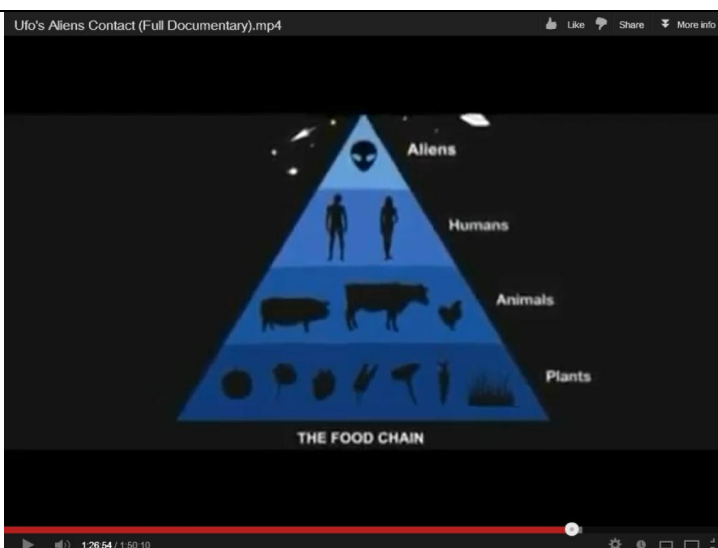 Ufo's Aliens Contact (Full Documentary).mp4 Like Share More info
Aliens
Humans
Animals
Plants
THE FOOD CHAIN
1:26:54 / 1:50:10